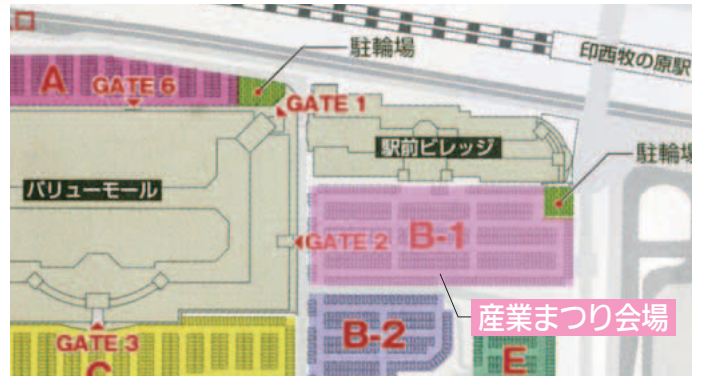 駐輪場
印西牧の原駅
A
GATE 6
GATE 1
駅前ビレッジ
駐輪場
バリューモール
GATE 2
B-1
産業まつり会場
B-2
GATE 3
C
E